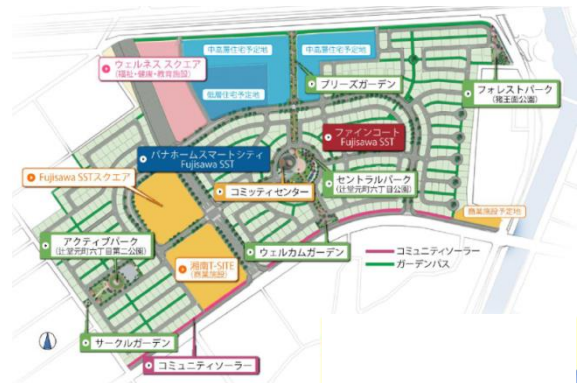 ウェルネス スクエア
(福祉・健康・教育施設)
中高層住宅予定地
中高層住宅予定地
低層住宅予定地
ブリーズガーデン
フォレストパーク
(猪王面公園)
パナホームスマートシティ
Fujisawa SST
ファインコート
Fujisawa SST
Fujisawa SSTスクエア
コミッティセンター
セントラルパーク
(辻堂元町六丁目公園)
商業施設予定地
アクティブパーク
(辻堂元町六丁目第二公園)
湘南T-SITE
(商業施設)
ウェルカムガーデン
コミュニティソーラー
ガーデンパス
サークルガーデン
コミュニティソーラー